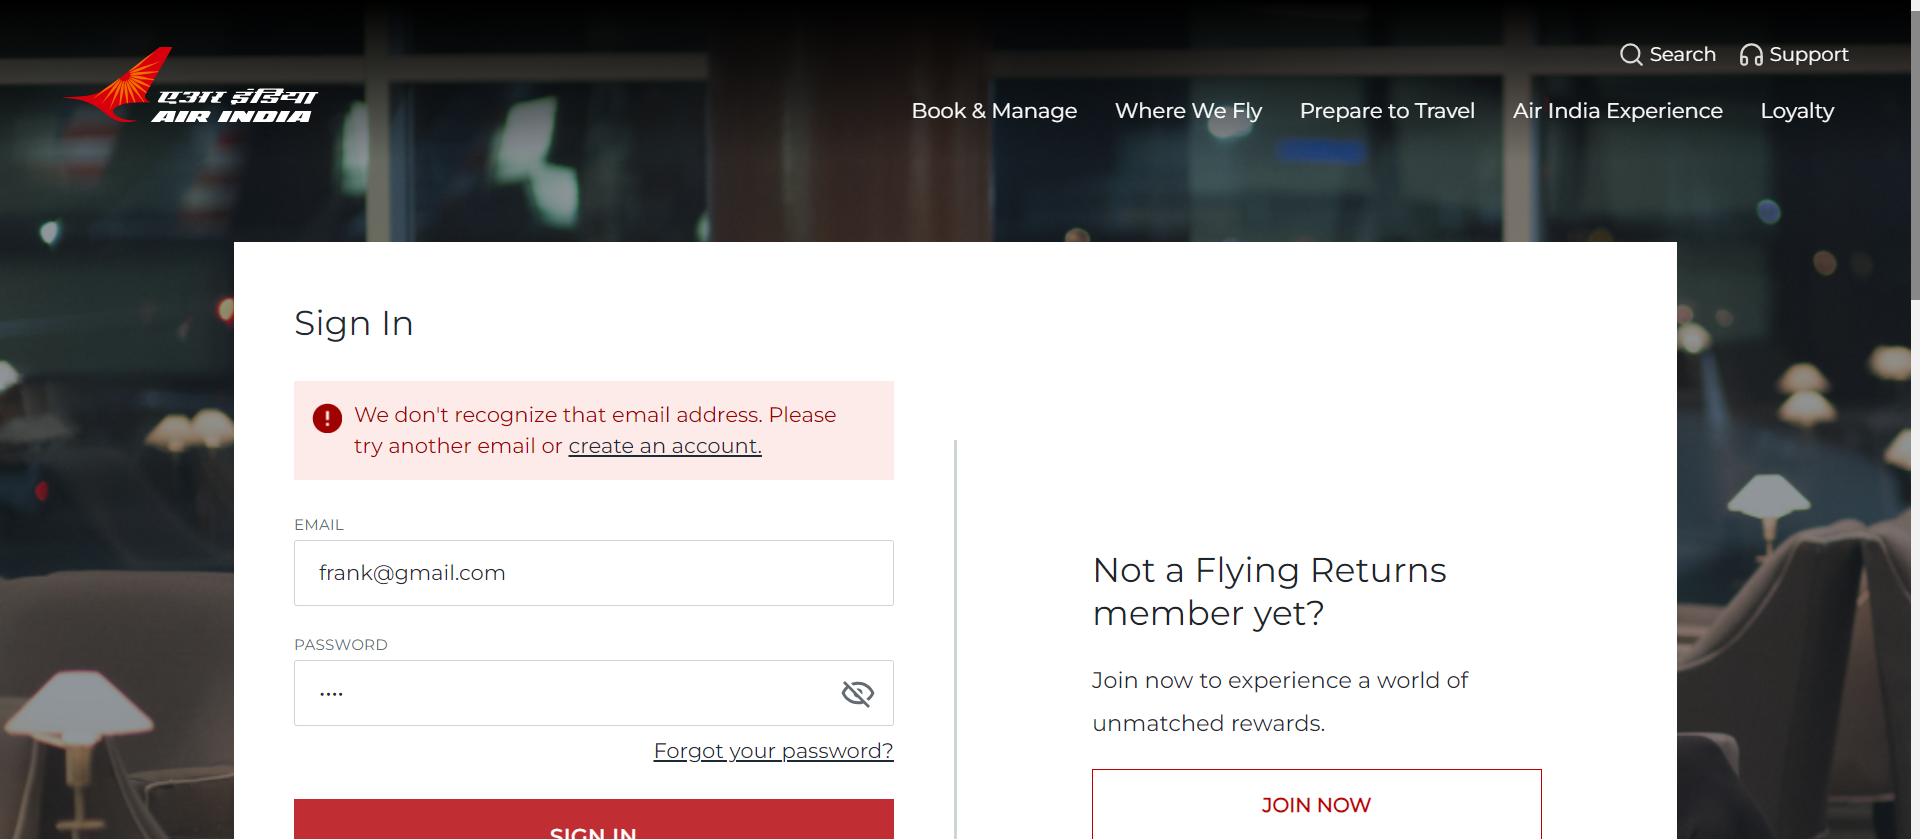 एअर इंडिया
AIR INDIA
Search
Support
Book & Manage
Where We Fly
Prepare to Travel
Air India Experience
Loyalty
Sign In
We don't recognize that email address. Please
try another email or create an account.
EMAIL
frank@gmail.com
PASSWORD
••••
Forgot your password?
SIGN IN
Not a Flying Returns
member yet?
Join now to experience a world of
unmatched rewards.
JOIN NOW